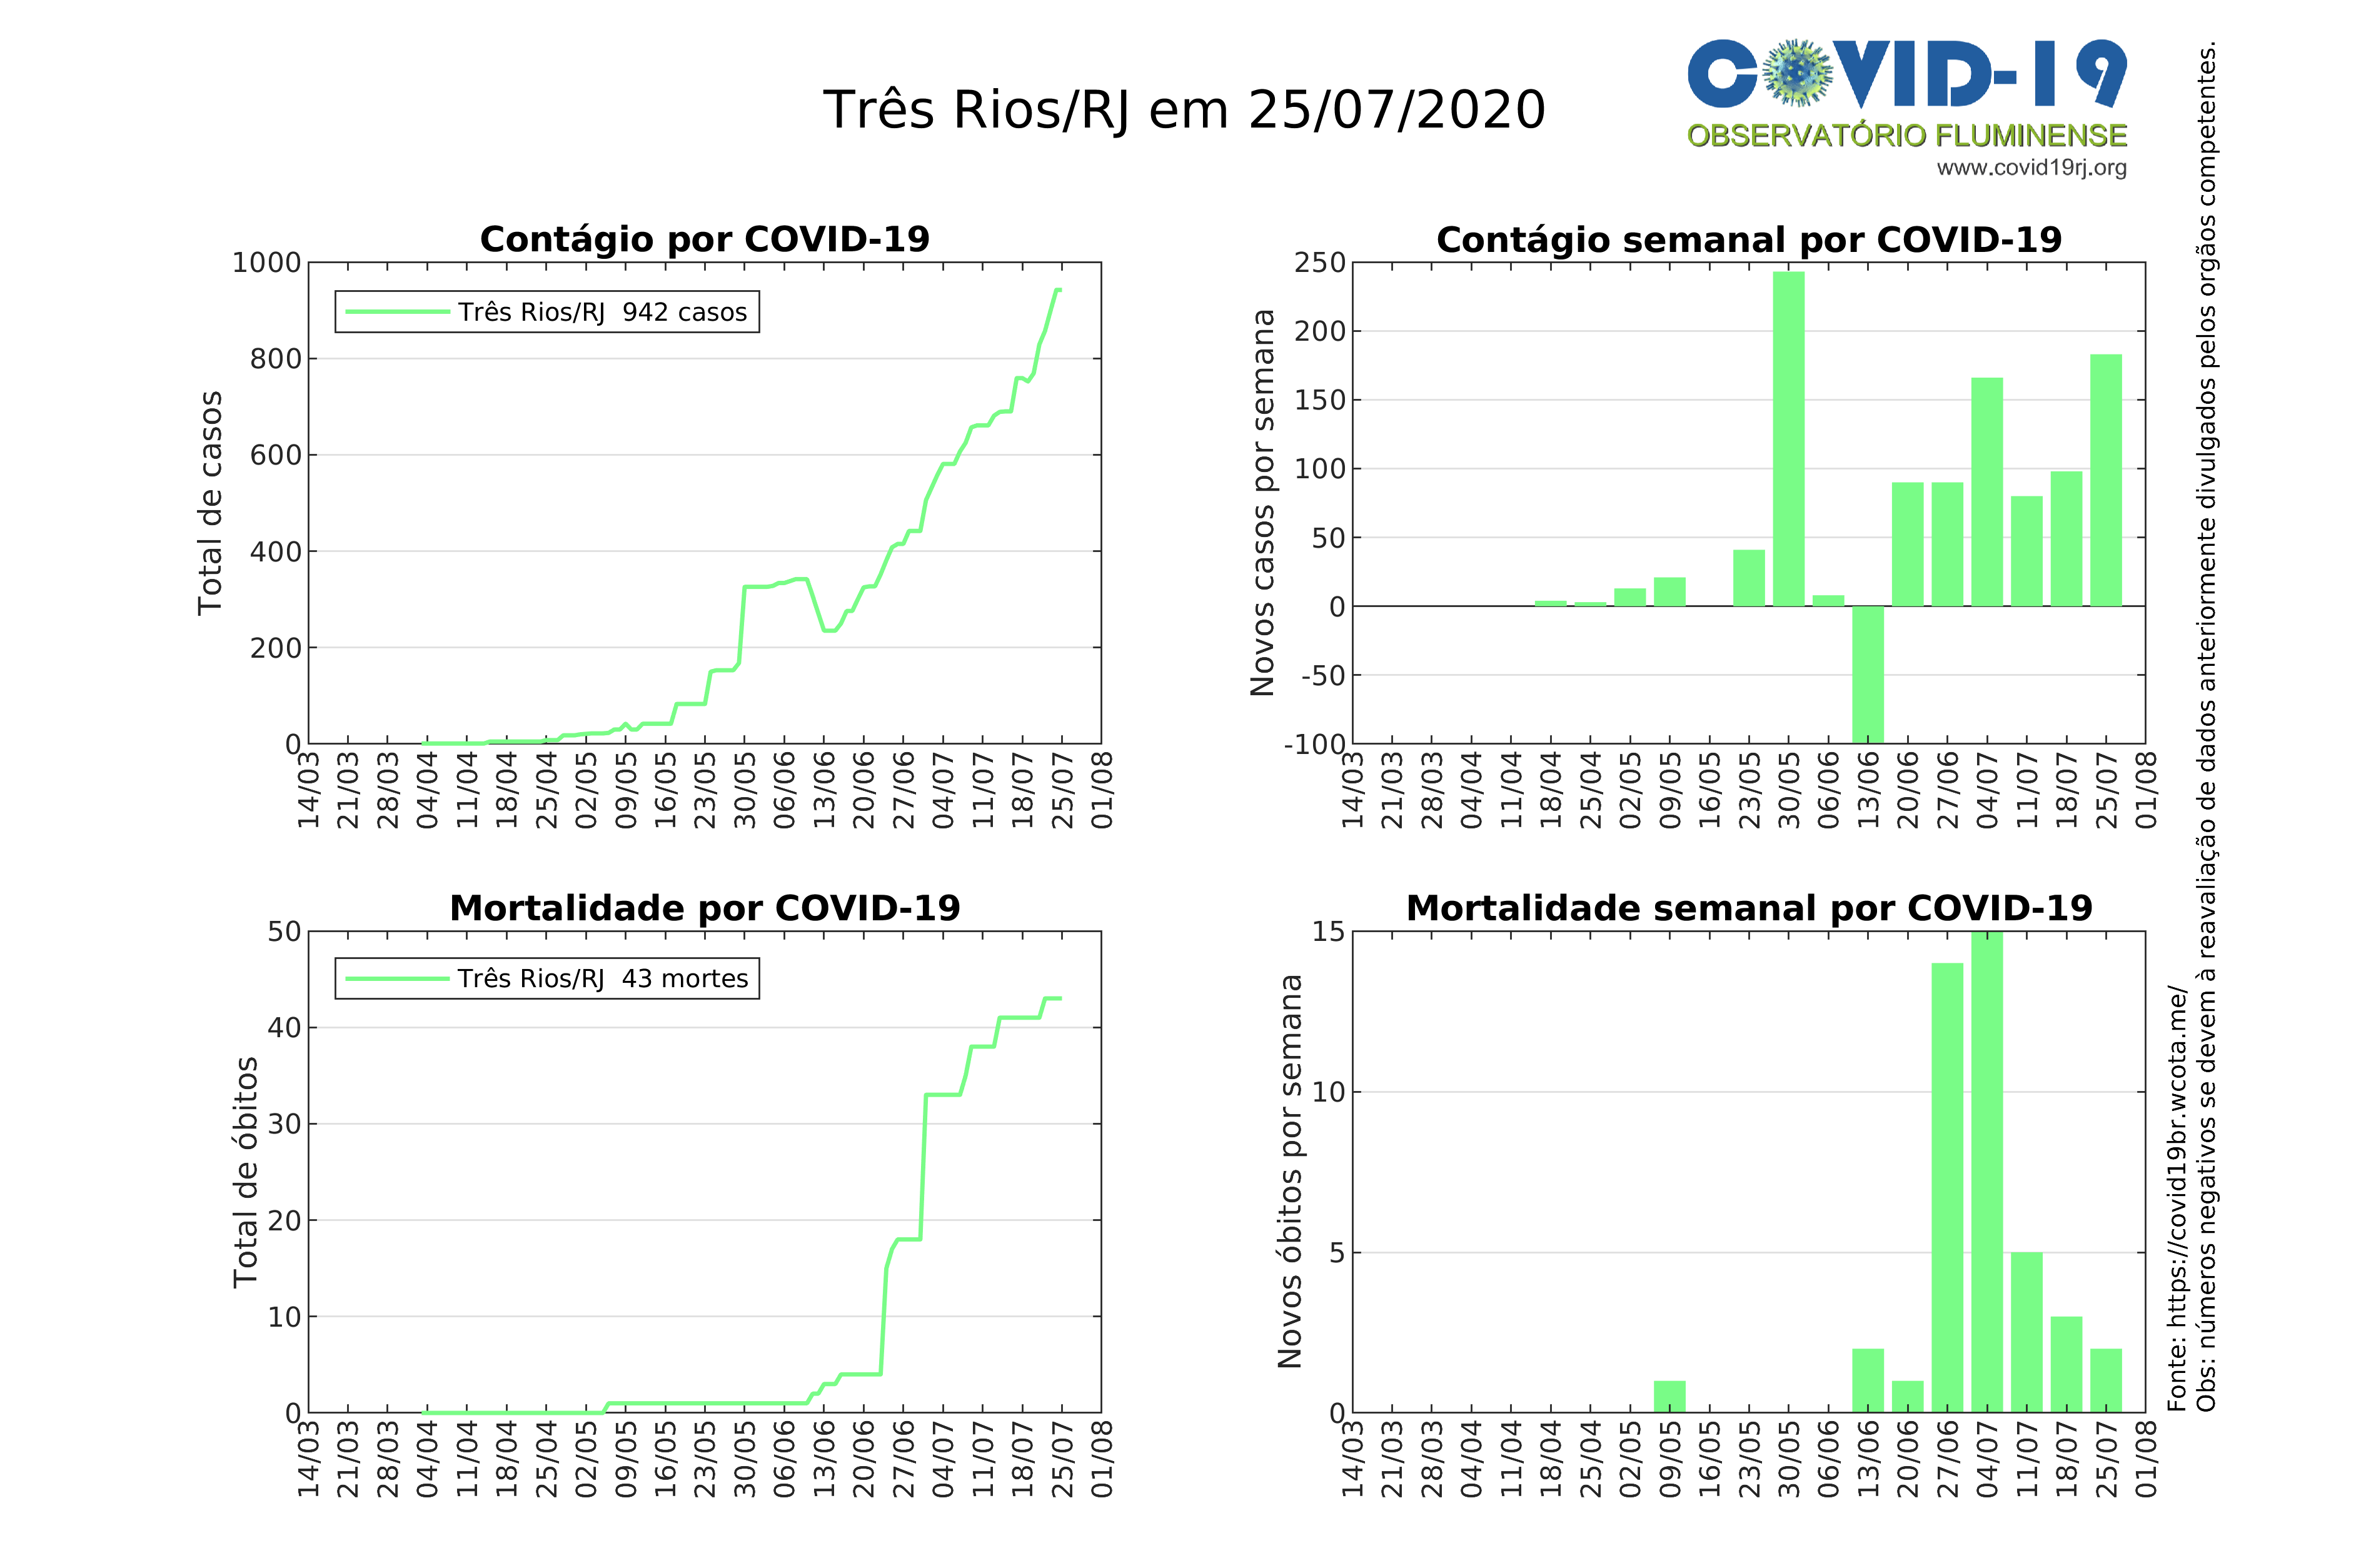 Três Rios/RJ em 25/07/2020
COVID-19
OBSERVATÓRIO FLUMINENSE
www.covid19rj.org
Contágio por COVID-19
Total de casos
1000
800
600
400
200
0
Três Rios/RJ 942 casos
14/03 21/03 28/03 04/04 11/04 18/04 25/04 02/05 09/05 16/05 23/05 30/05 06/06 13/06 20/06 27/06 04/07 11/07 18/07 25/07 01/08
Contágio semanal por COVID-19
Novos casos por semana
250
200
150
100
50
0
-50
-100
14/03 21/03 28/03 04/04 11/04 18/04 25/04 02/05 09/05 16/05 23/05 30/05 06/06 13/06 20/06 27/06 04/07 11/07 18/07 25/07 01/08
Mortalidade por COVID-19
Total de óbitos
50
40
30
20
10
0
Três Rios/RJ 43 mortes
14/03 21/03 28/03 04/04 11/04 18/04 25/04 02/05 09/05 16/05 23/05 30/05 06/06 13/06 20/06 27/06 04/07 11/07 18/07 25/07 01/08
Mortalidade semanal por COVID-19
Novos óbitos por semana
15
10
5
0
14/03 21/03 28/03 04/04 11/04 18/04 25/04 02/05 09/05 16/05 23/05 30/05 06/06 13/06 20/06 27/06 04/07 11/07 18/07 25/07 01/08
Fonte: https://covid19br.wcota.me/
Obs: números negativos se devem à reavaliação de dados anteriormente divulgados pelos orgãos competentes.